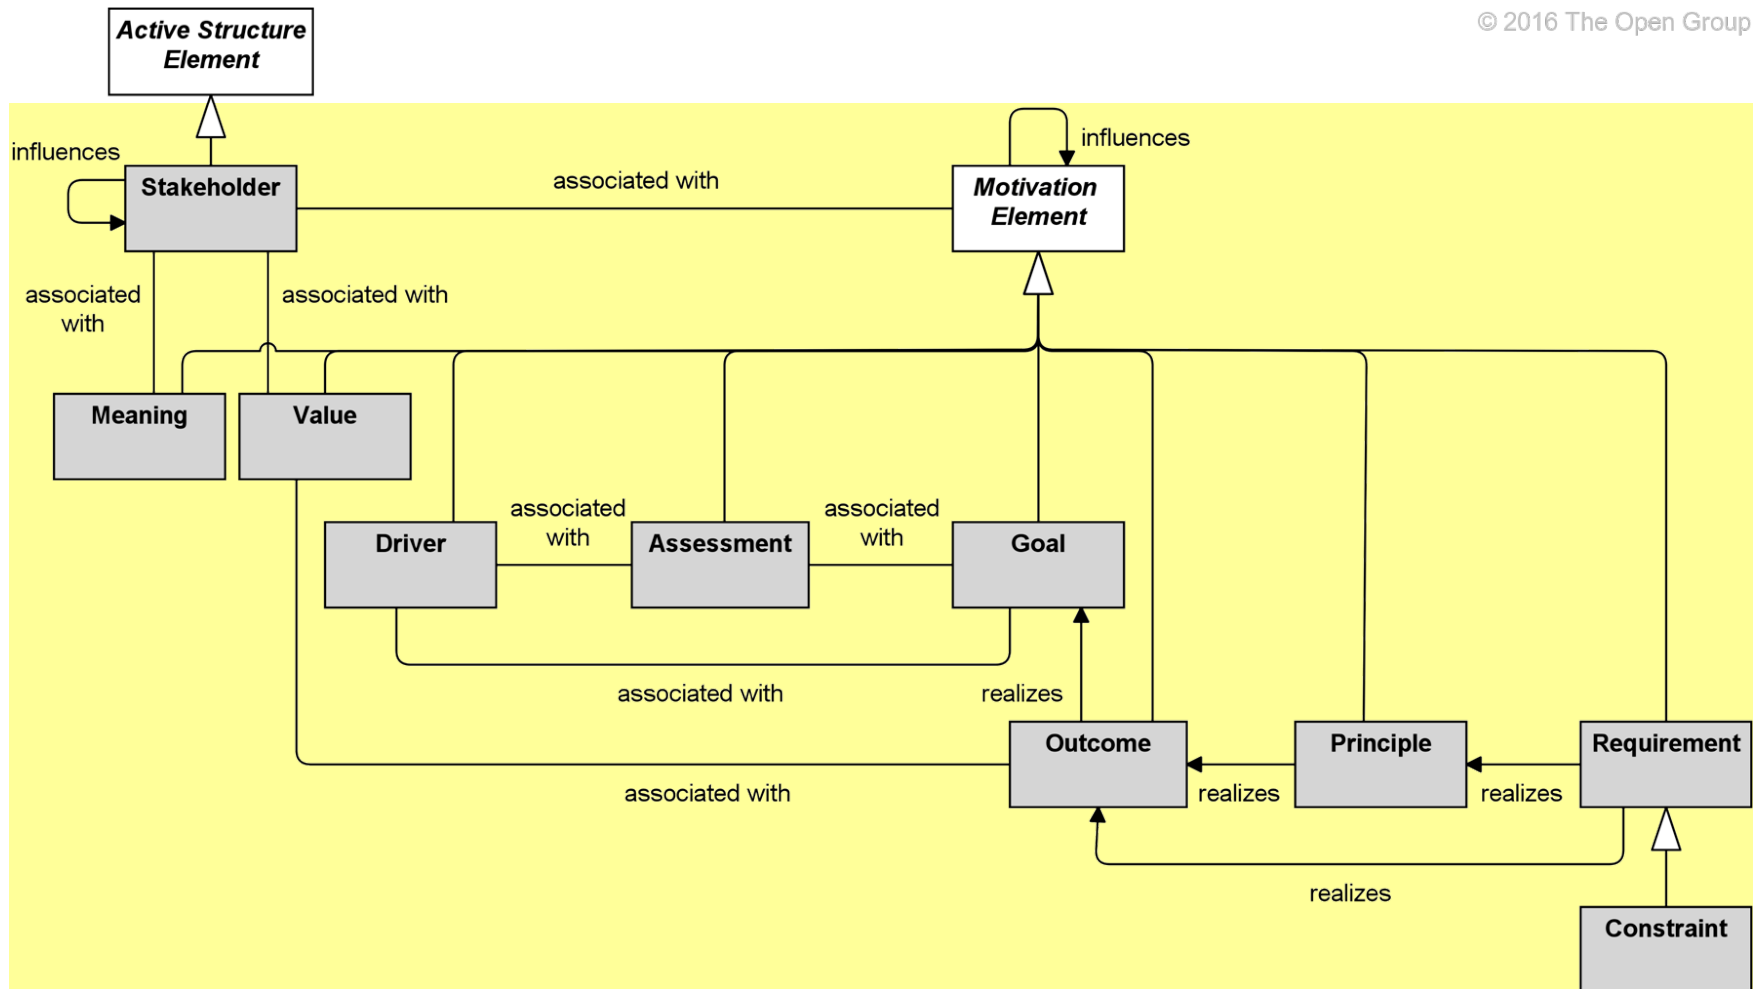 © 2016 The Open Group
Active Structure
Element
influences
influences
Stakeholder
associated with
Motivation
Element
associated
with
associated with
Meaning
Value
associated
with
associated
with
Driver
Assessment
Goal
associated with
realizes
Outcome
Principle
Requirement
associated with
realizes
realizes
realizes
Constraint